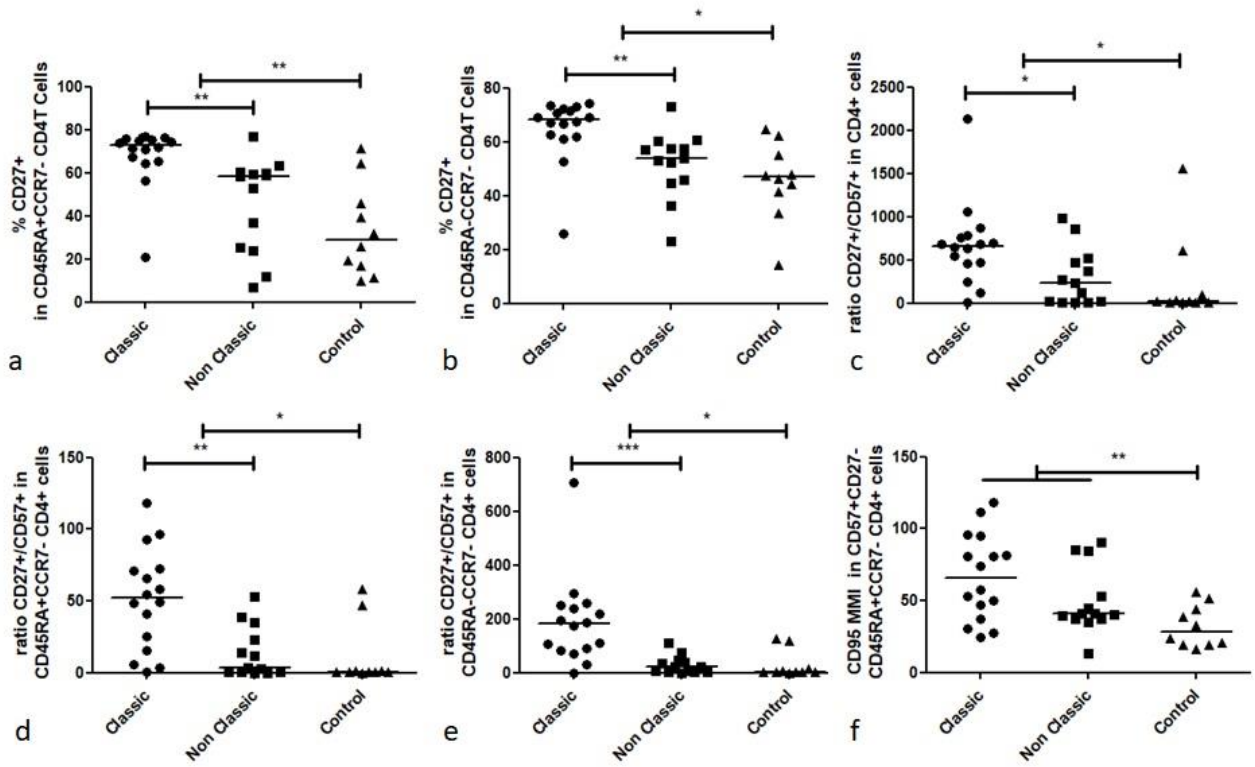 **
**
100
80
60
40
20
0
% CD27+
in CD45RA+CCR7- CD4T Cells
Classic
Non Classic
Control
a
*
**
80
60
40
20
0
% CD27+
in CD45RA-CCR7- CD4T Cells
Classic
Non Classic
Control
b
*
*
2500
2000
1500
1000
500
0
ratio CD27+/CD57+ in CD4+ cells
Classic
Non Classic
Control
c
*
**
150
100
50
0
ratio CD27+/CD57+ in
CD45RA+CCR7- CD4+ cells
Classic
Non Classic
Control
d
*
***
800
600
400
200
0
ratio CD27+/CD57+ in
CD45RA-CCR7- CD4+ cells
Classic
Non Classic
Control
e
**
150
100
50
0
CD95 MMI in CD57+CD27-
CD45RA+CCR7- CD4+ cells
Classic
Non Classic
Control
f